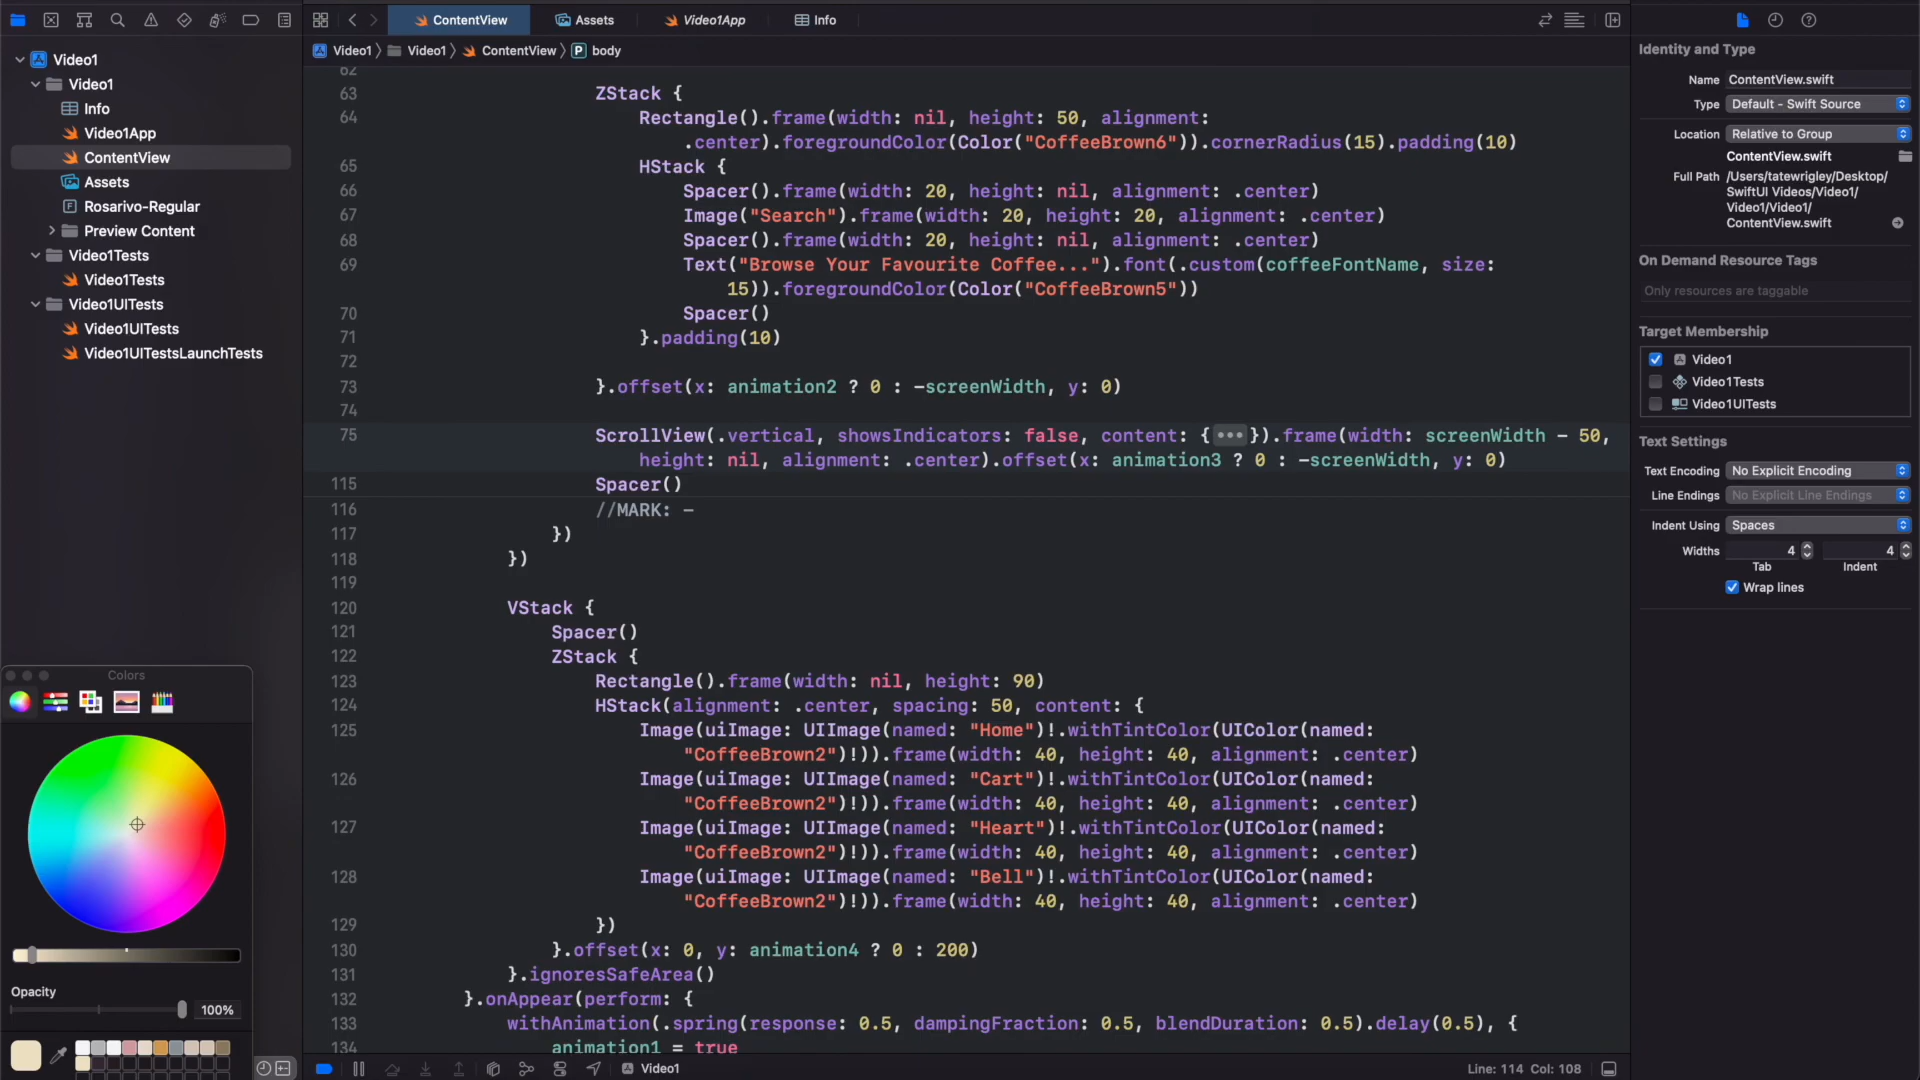 ContentView
Assets
Video1App
Info
Video1
Video1
ContentView
P body
Video1
Video1
Info
Video1App
ContentView
Assets
Rosarivo-Regular
Preview Content
Video1Tests
Video1Tests
Video1UITests
Video1UITests
Video1UITestsLaunchTests
62
63 ZStack {
64 Rectangle().frame(width: nil, height: 50, alignment:
.center).foregroundColor(Color("CoffeeBrown6")).cornerRadius(15).padding(10)
65 HStack {
66 Spacer().frame(width: 20, height: nil, alignment: .center)
67 Image("Search").frame(width: 20, height: 20, alignment: .center)
68 Spacer().frame(width: 20, height: nil, alignment: .center)
69 Text("Browse Your Favourite Coffee...").font(.custom(coffeeFontName, size:
15)).foregroundColor(Color("CoffeeBrown5"))
70 Spacer()
71 }.padding(10)
72
73 }.offset(x: animation2 ? 0 : -screenWidth, y: 0)
74
75 ScrollView(.vertical, showsIndicators: false, content: {•••}).frame(width: screenWidth - 50,
height: nil, alignment: .center).offset(x: animation3 ? 0 : -screenWidth, y: 0)
115 Spacer()
116 //MARK: -
117 })
118 })
119
120 VStack {
121 Spacer()
122 ZStack {
123 Rectangle().frame(width: nil, height: 90)
124 HStack(alignment: .center, spacing: 50, content: {
125 Image(uiImage: UIImage(named: "Home")!.withTintColor(UIColor(named:
"CoffeeBrown2")!)).frame(width: 40, height: 40, alignment: .center)
126 Image(uiImage: UIImage(named: "Cart")!.withTintColor(UIColor(named:
"CoffeeBrown2")!)).frame(width: 40, height: 40, alignment: .center)
127 Image(uiImage: UIImage(named: "Heart")!.withTintColor(UIColor(named:
"CoffeeBrown2")!)).frame(width: 40, height: 40, alignment: .center)
128 Image(uiImage: UIImage(named: "Bell")!.withTintColor(UIColor(named:
"CoffeeBrown2")!)).frame(width: 40, height: 40, alignment: .center)
129 })
130 }.offset(x: 0, y: animation4 ? 0 : 200)
131 }.ignoresSafeArea()
132 }.onAppear(perform: {
133 withAnimation(.spring(response: 0.5, dampingFraction: 0.5, blendDuration: 0.5).delay(0.5), {
134 animation1 = true
Colors
Opacity
100%
Video1
Line: 114 Col: 108
Identity and Type
Name ContentView.swift
Type Default - Swift Source
Location Relative to Group
ContentView.swift
Full Path /Users/tatewrigley/Desktop/
SwiftUI Videos/Video1/
Video1/Video1/
ContentView.swift
On Demand Resource Tags
Only resources are taggable
Target Membership
Video1
Video1Tests
Video1UITests
Text Settings
Text Encoding No Explicit Encoding
Line Endings No Explicit Line Endings
Indent Using Spaces
Widths 4 4
Tab Indent
Wrap lines